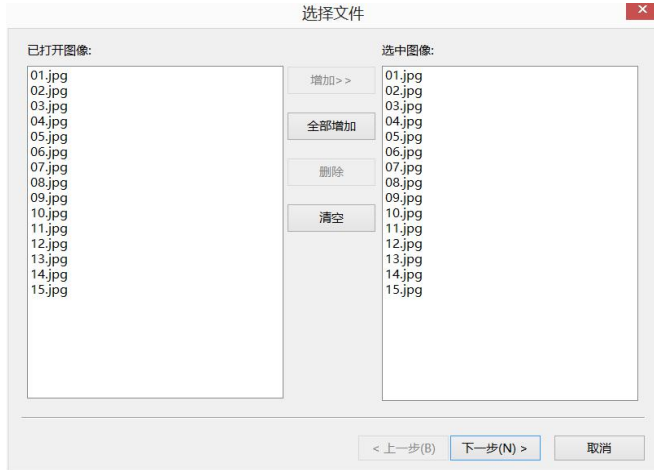 选择文件
已打开图像:
01.jpg
02.jpg
03.jpg
04.jpg
05.jpg
06.jpg
07.jpg
08.jpg
09.jpg
10.jpg
11.jpg
12.jpg
13.jpg
14.jpg
15.jpg
增加>>
全部增加
删除
清空
选中图像:
01.jpg
02.jpg
03.jpg
04.jpg
05.jpg
06.jpg
07.jpg
08.jpg
09.jpg
10.jpg
11.jpg
12.jpg
13.jpg
14.jpg
15.jpg
< 上一步(B)
下一步(N) >
取消